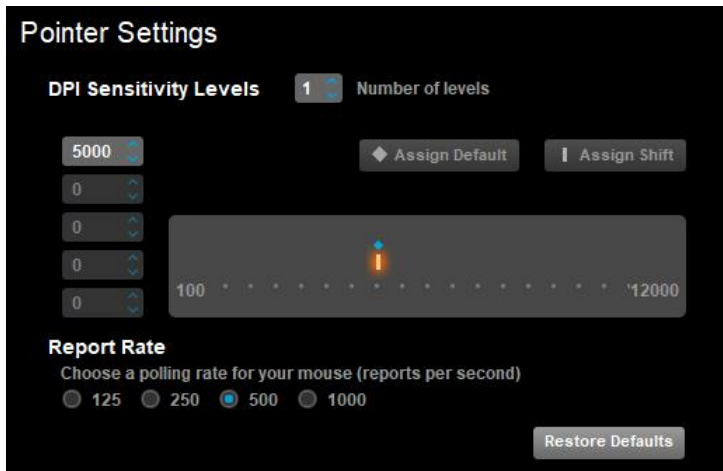 Pointer Settings
DPI Sensitivity Levels 1 Number of levels
5000 Assign Default Assign Shift
0
0
0
0
100 12000
Report Rate
Choose a polling rate for your mouse (reports per second)
125 250 500 1000
Restore Defaults